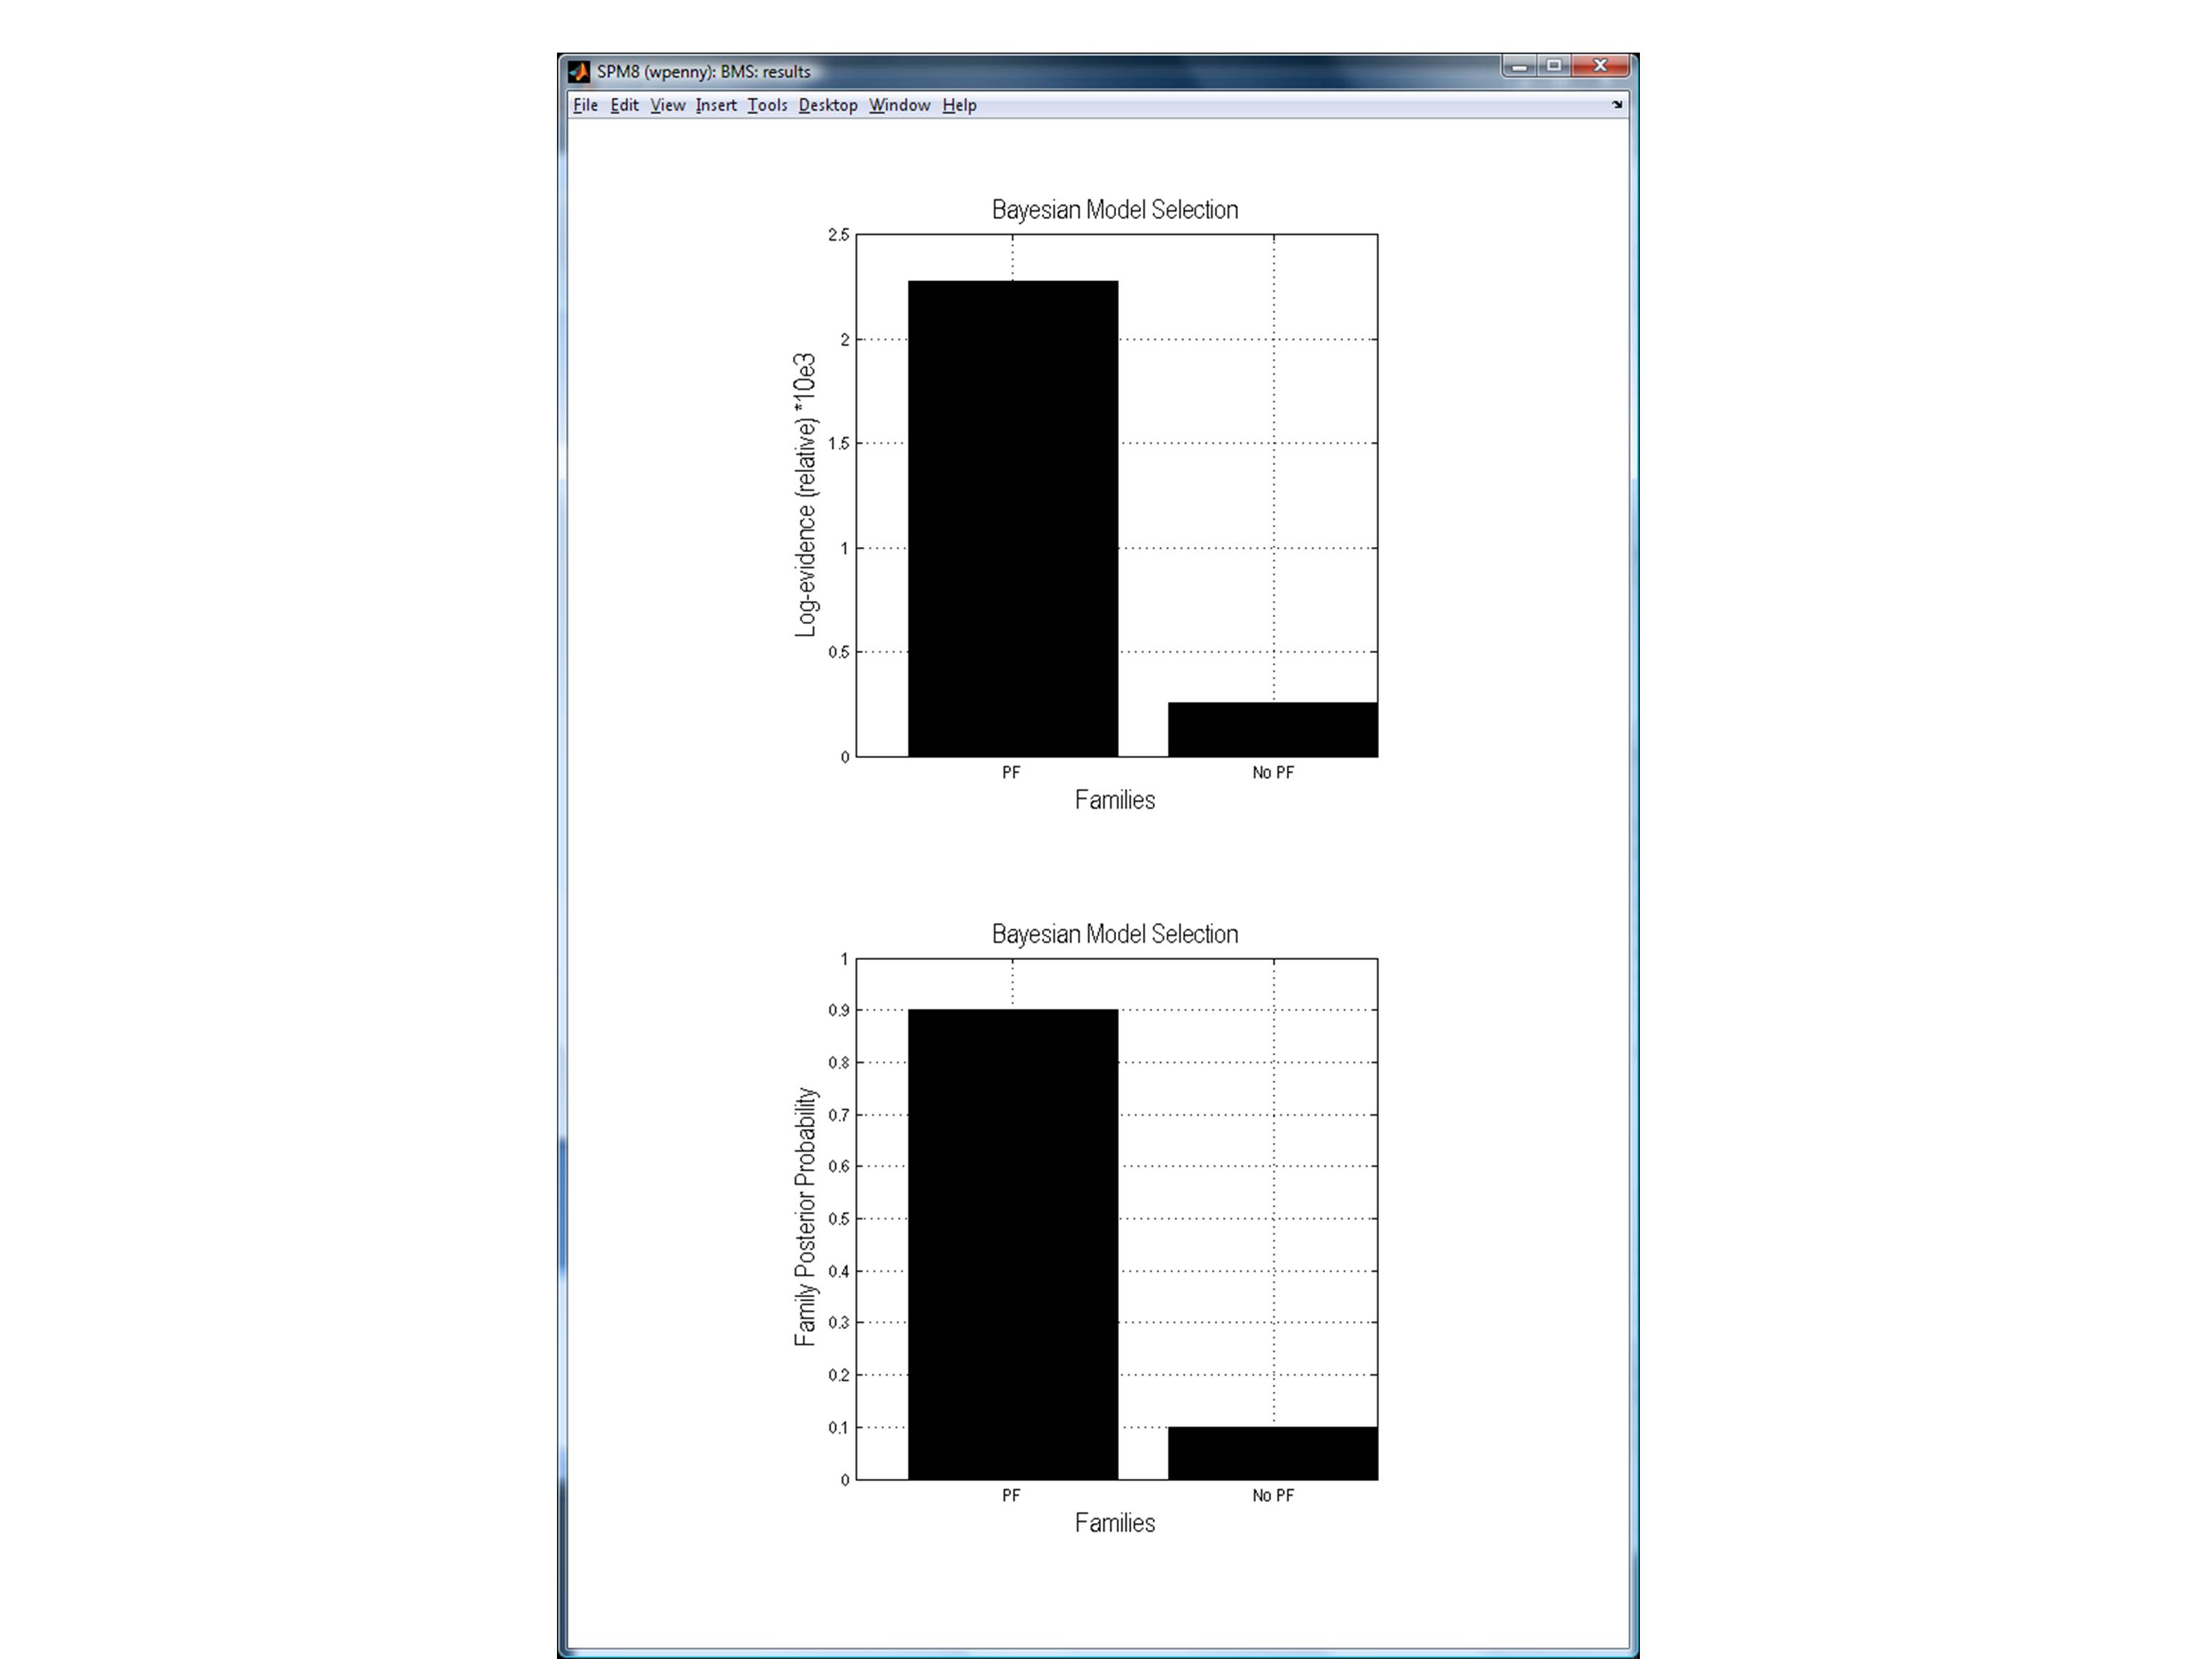 SPM8 (wpenny): BMS: results
File Edit View Insert Tools Desktop Window Help
Bayesian Model Selection
2.5
2
1.5
1
0.5
0
Log-evidence (relative) *10e3
PF No PF
Families
Bayesian Model Selection
1
0.9
0.8
0.7
0.6
0.5
0.4
0.3
0.2
0.1
0
Family Posterior Probability
PF No PF
Families